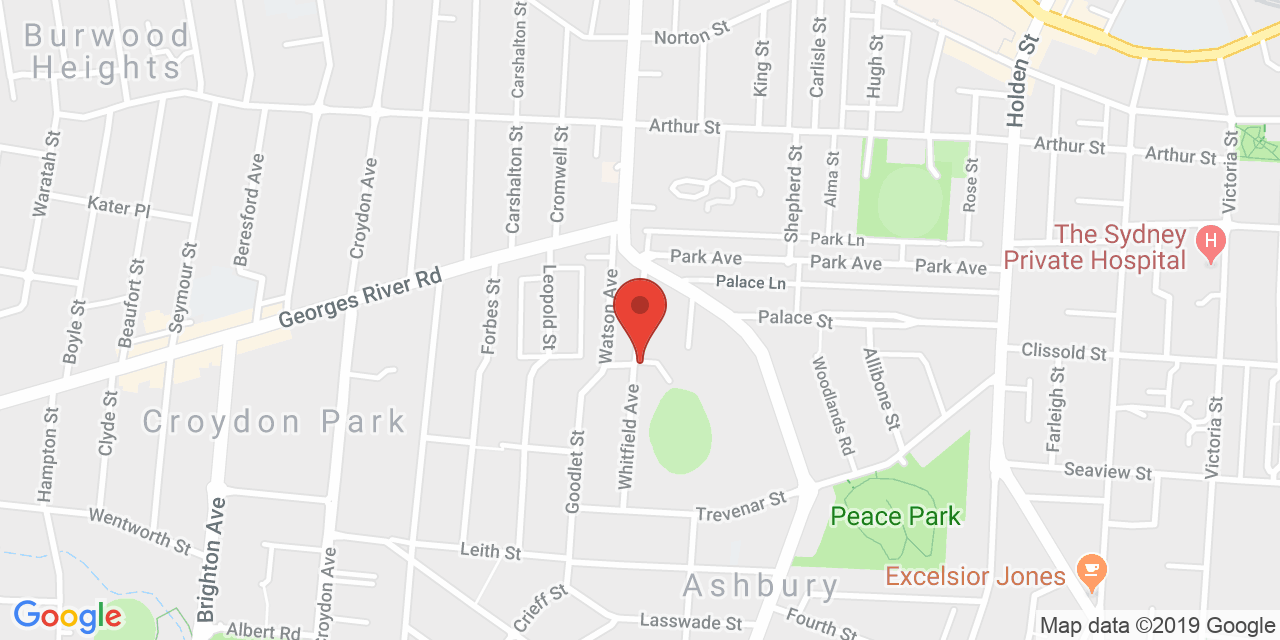 Burwood
Heights
Norton St
Carshalton St
King St
Carlisle St
Hugh St
Holden St
Arthur St
Arthur St
Arthur St
Waratah St
Kater Pl
Beresford Ave
Croydon Ave
Carshalton St
Cromwell St
Shepherd St
Alma St
Rose St
Victoria St
Park Ln
The Sydney
Private Hospital
H
Park Ave
Park Ave
Park Ave
Palace Ln
Seymour St
Beaufort St
Boyle St
Georges River Rd
Forbes St
Leopold St
Watson Ave
Palace St
Clissold St
Woodlands Rd
Allibone St
Farleigh St
Victoria St
Croydon Park
Clyde St
Hampton St
Goodlet St
Whitfield Ave
Seaview St
Trevenar St
Peace Park
Wentworth St
Brighton Ave
Leith St
Croydon Ave
Ashbury
Excelsior Jones
Crieff St
Lasswade St
Fourth St
Albert Rd
Google
Map data ©2019 Google